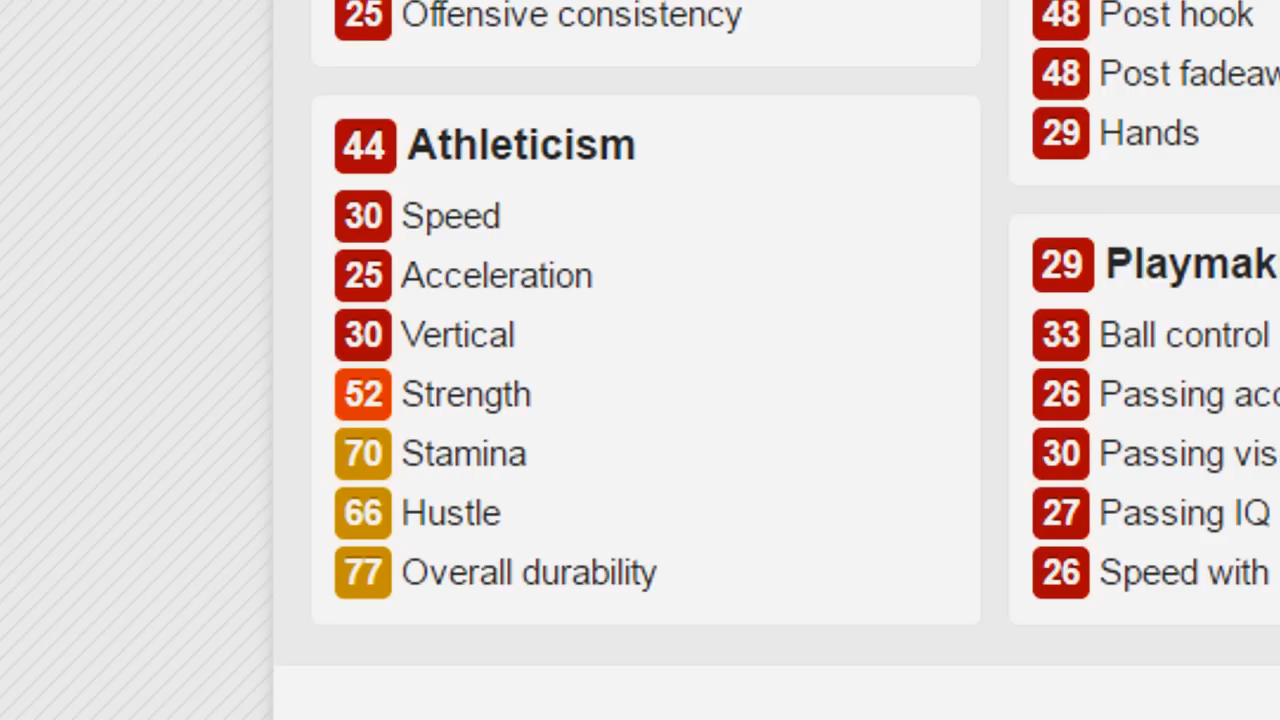 25 Offensive consistency
44 Athleticism
30 Speed
25 Acceleration
30 Vertical
52 Strength
70 Stamina
66 Hustle
77 Overall durability
48 Post hook
48 Post fadeaw
29 Hands
29 Playmak
33 Ball control
26 Passing acc
30 Passing vis
27 Passing IQ
26 Speed with